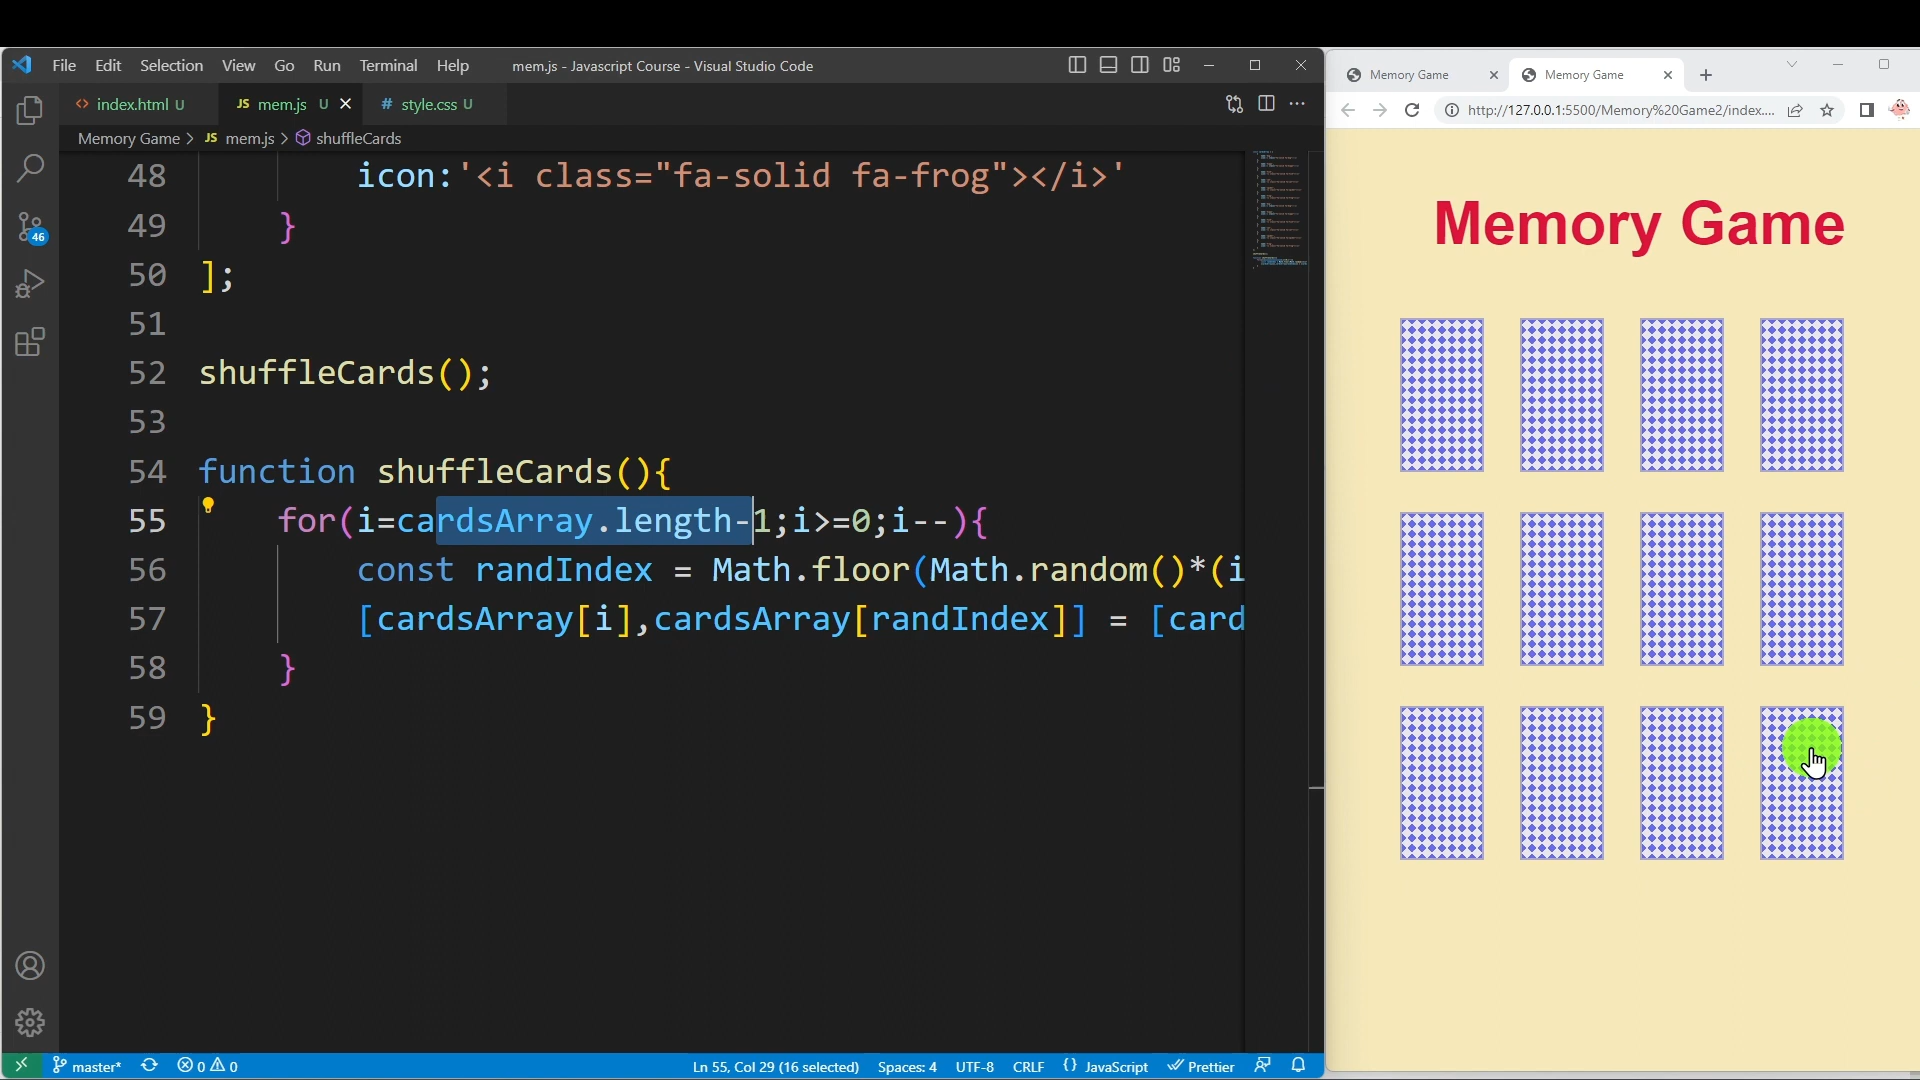 File Edit Selection View Go Run Terminal Help mem.js - Javascript Course - Visual Studio Code
<> index.html U JS mem.js U # style.css U
Memory Game > JS mem.js > shuffleCards
48 icon:'<i class="fa-solid fa-frog"></i>'
49 }
50 ];
51
52 shuffleCards();
53
54 function shuffleCards(){
55 for(i=cardsArray.length-1;i>=0;i--){
56 const randIndex = Math.floor(Math.random()*(i
57 [cardsArray[i],cardsArray[randIndex]] = [card
58 }
59 }
46
master* 0 0 Ln 55, Col 29 (16 selected) Spaces: 4 UTF-8 CRLF {} JavaScript Prettier
Memory Game Memory Game
http://127.0.0.1:5500/Memory%20Game2/index....
Memory Game